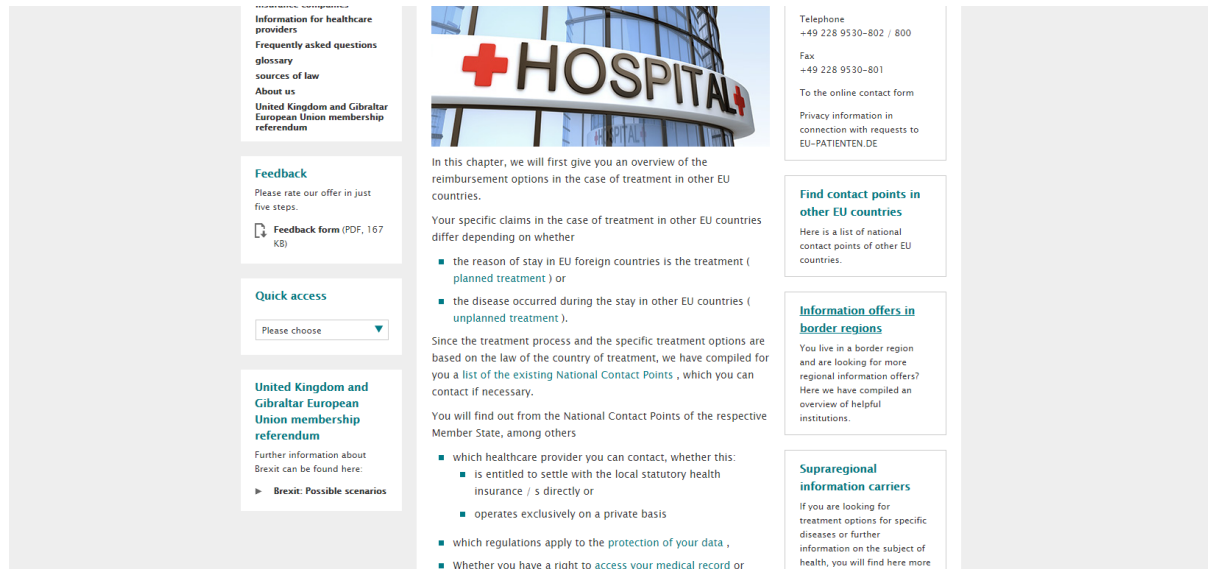 insurance companies
Information for healthcare
providers
Frequently asked questions
glossary
sources of law
About us
United Kingdom and Gibraltar
European Union membership
referendum
Feedback
Please rate our offer in just
five steps.
Feedback form (PDF, 167
KB)
Quick access
Please choose
United Kingdom and
Gibraltar European
Union membership
referendum
Further information about
Brexit can be found here:
Brexit: Possible scenarios
HOSPITAL
HOSPITAL
In this chapter, we will first give you an overview of the
reimbursement options in the case of treatment in other EU
countries.
Your specific claims in the case of treatment in other EU countries
differ depending on whether
the reason of stay in EU foreign countries is the treatment (
planned treatment ) or
the disease occurred during the stay in other EU countries (
unplanned treatment ).
Since the treatment process and the specific treatment options are
based on the law of the country of treatment, we have compiled for
you a list of the existing National Contact Points , which you can
contact if necessary.
You will find out from the National Contact Points of the respective
Member State, among others
which healthcare provider you can contact, whether this:
is entitled to settle with the local statutory health
insurance / s directly or
operates exclusively on a private basis
which regulations apply to the protection of your data ,
Whether you have a right to access your medical record or
Telephone
+49 228 9530-802 / 800
Fax
+49 228 9530-801
To the online contact form
Privacy information in
connection with requests to
EU-PATIENTEN.DE
Find contact points in
other EU countries
Here is a list of national
contact points of other EU
countries.
Information offers in
border regions
You live in a border region
and are looking for more
regional information offers?
Here we have compiled an
overview of helpful
institutions.
Supraregional
information carriers
If you are looking for
treatment options for specific
diseases or further
information on the subject of
health, you will find here more